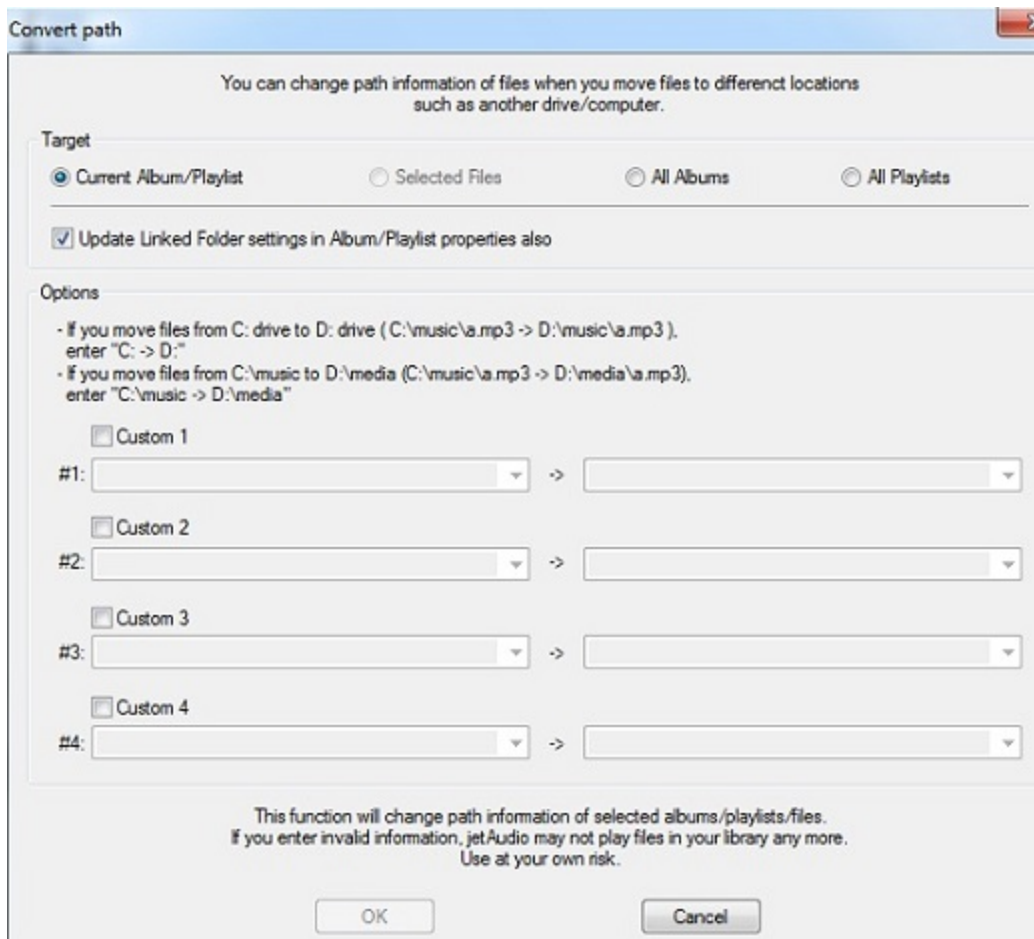 Convert path
You can change path information of files when you move files to differenct locations
such as another drive/computer.
Target
Current Album/Playlist Selected Files All Albums All Playlists
Update Linked Folder settings in Album/Playlist properties also
Options
- If you move files from C: drive to D: drive ( C:\music\a.mp3 -> D:\music\a.mp3 ),
enter "C: -> D:"
- If you move files from C:\music to D:\media (C:\music\a.mp3 -> D:\media\a.mp3),
enter "C:\music -> D:\media"
Custom 1
#1: ->
Custom 2
#2: ->
Custom 3
#3: ->
Custom 4
#4: ->
This function will change path information of selected albums/playlists/files.
If you enter invalid information, jetAudio may not play files in your library any more.
Use at your own risk.
OK Cancel